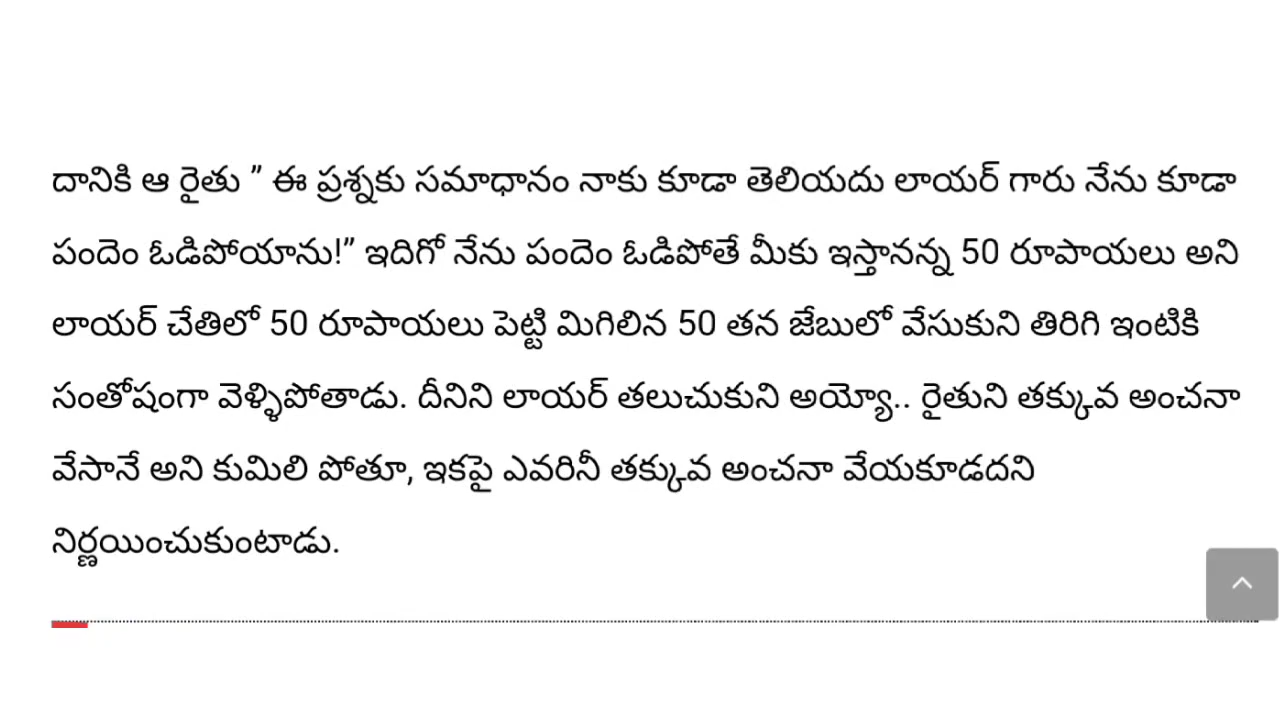 దానికి ఆ రైతు ” ఈ ప్రశ్నకు సమాధానం నాకు కూడా తెలియదు లాయర్ గారు నేను కూడా
పందెం ఓడిపోయాను!” ఇదిగో నేను పందెం ఓడిపోతే మీకు ఇస్తానన్న 50 రూపాయలు అని
లాయర్ చేతిలో 50 రూపాయలు పెట్టి మిగిలిన 50 తన జేబులో వేసుకుని తిరిగి ఇంటికి
సంతోషంగా వెళ్ళిపోతాడు. దీనిని లాయర్ తలుచుకుని అయ్యో.. రైతుని తక్కువ అంచనా
వేసానే అని కుమిలి పోతూ, ఇకపై ఎవరినీ తక్కువ అంచనా వేయకూడదని
నిర్ణయించుకుంటాడు.